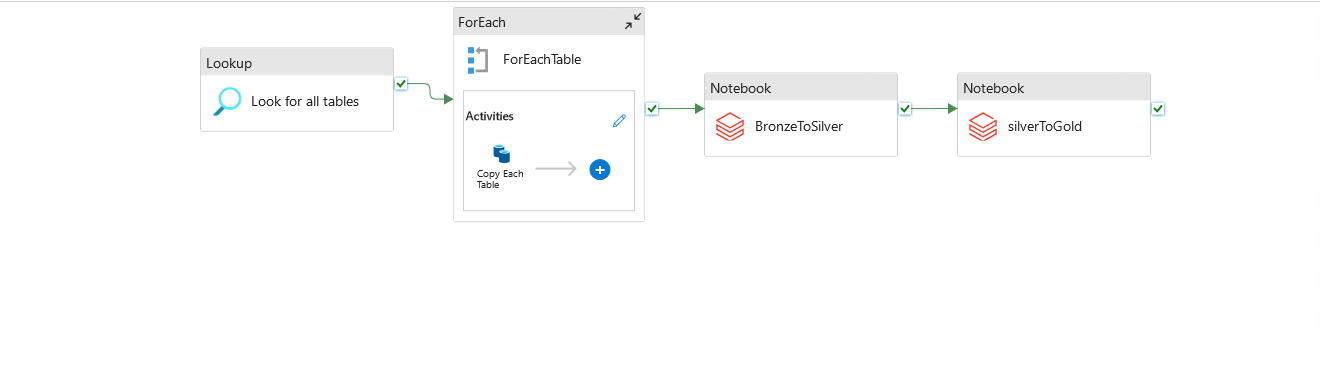 Lookup
Look for all tables
ForEach
ForEachTable
Activities
Copy Each
Table
Notebook
BronzeToSilver
Notebook
silverToGold